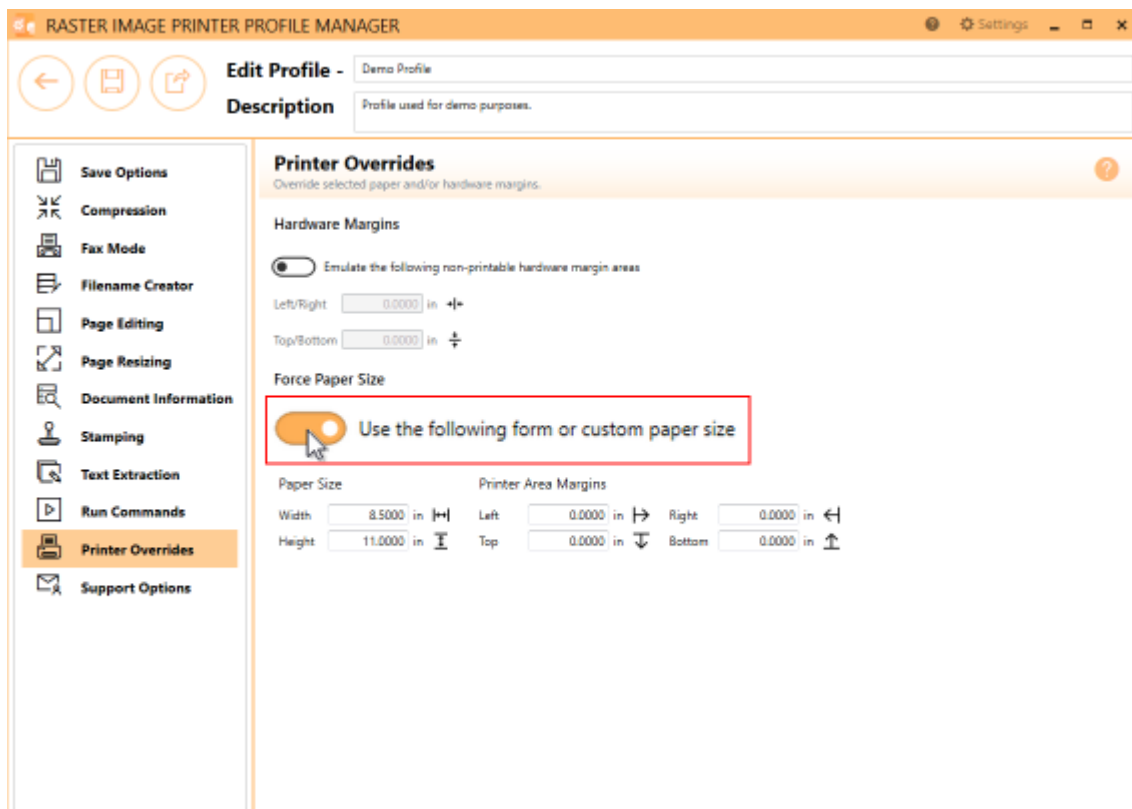 RASTER IMAGE PRINTER PROFILE MANAGER
Settings
Edit Profile - Demo Profile
Description Profile used for demo purposes.
Save Options
Compression
Fax Mode
Filename Creator
Page Editing
Page Resizing
Document Information
Stamping
Text Extraction
Run Commands
Printer Overrides
Support Options
Printer Overrides
Override selected paper and/or hardware margins.
Hardware Margins
Emulate the following non-printable hardware margin areas
Left/Right 0.0000 in
Top/Bottom 0.0000 in
Force Paper Size
Use the following form or custom paper size
Paper Size Printer Area Margins
Width 8.5000 in Left 0.0000 in Right 0.0000 in
Height 11.0000 in Top 0.0000 in Bottom 0.0000 in